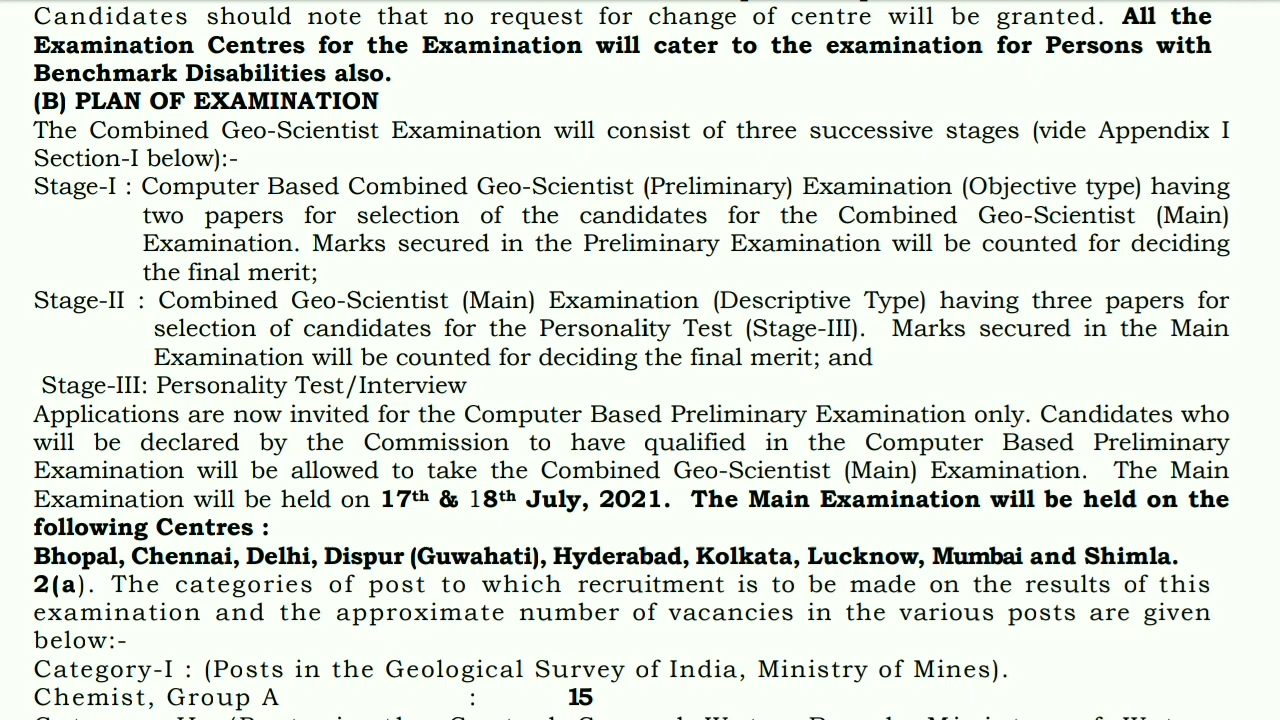 Candidates should note that no request for change of centre will be granted. All the
Examination Centres for the Examination will cater to the examination for Persons with
Benchmark Disabilities also.
(B) PLAN OF EXAMINATION
The Combined Geo-Scientist Examination will consist of three successive stages (vide Appendix I
Section-I below):-
Stage-I : Computer Based Combined Geo-Scientist (Preliminary) Examination (Objective type) having
two papers for selection of the candidates for the Combined Geo-Scientist (Main)
Examination. Marks secured in the Preliminary Examination will be counted for deciding
the final merit;
Stage-II : Combined Geo-Scientist (Main) Examination (Descriptive Type) having three papers for
selection of candidates for the Personality Test (Stage-III). Marks secured in the Main
Examination will be counted for deciding the final merit; and
Stage-III: Personality Test/Interview
Applications are now invited for the Computer Based Preliminary Examination only. Candidates who
will be declared by the Commission to have qualified in the Computer Based Preliminary
Examination will be allowed to take the Combined Geo-Scientist (Main) Examination. The Main
Examination will be held on 17th & 18th July, 2021. The Main Examination will be held on the
following Centres :
Bhopal, Chennai, Delhi, Dispur (Guwahati), Hyderabad, Kolkata, Lucknow, Mumbai and Shimla.
2(a). The categories of post to which recruitment is to be made on the results of this
examination and the approximate number of vacancies in the various posts are given
below:-
Category-I : (Posts in the Geological Survey of India, Ministry of Mines).
Chemist, Group A : 15